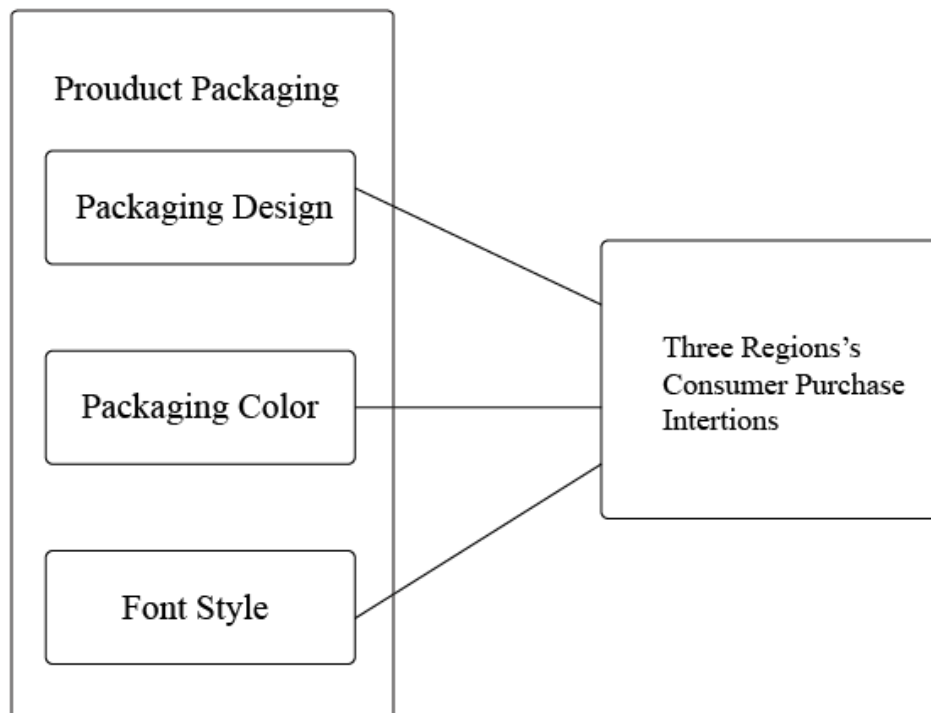 Prouduct Packaging
Packaging Design
Packaging Color
Font Style
Three Regions’s
Consumer Purchase
Intertions